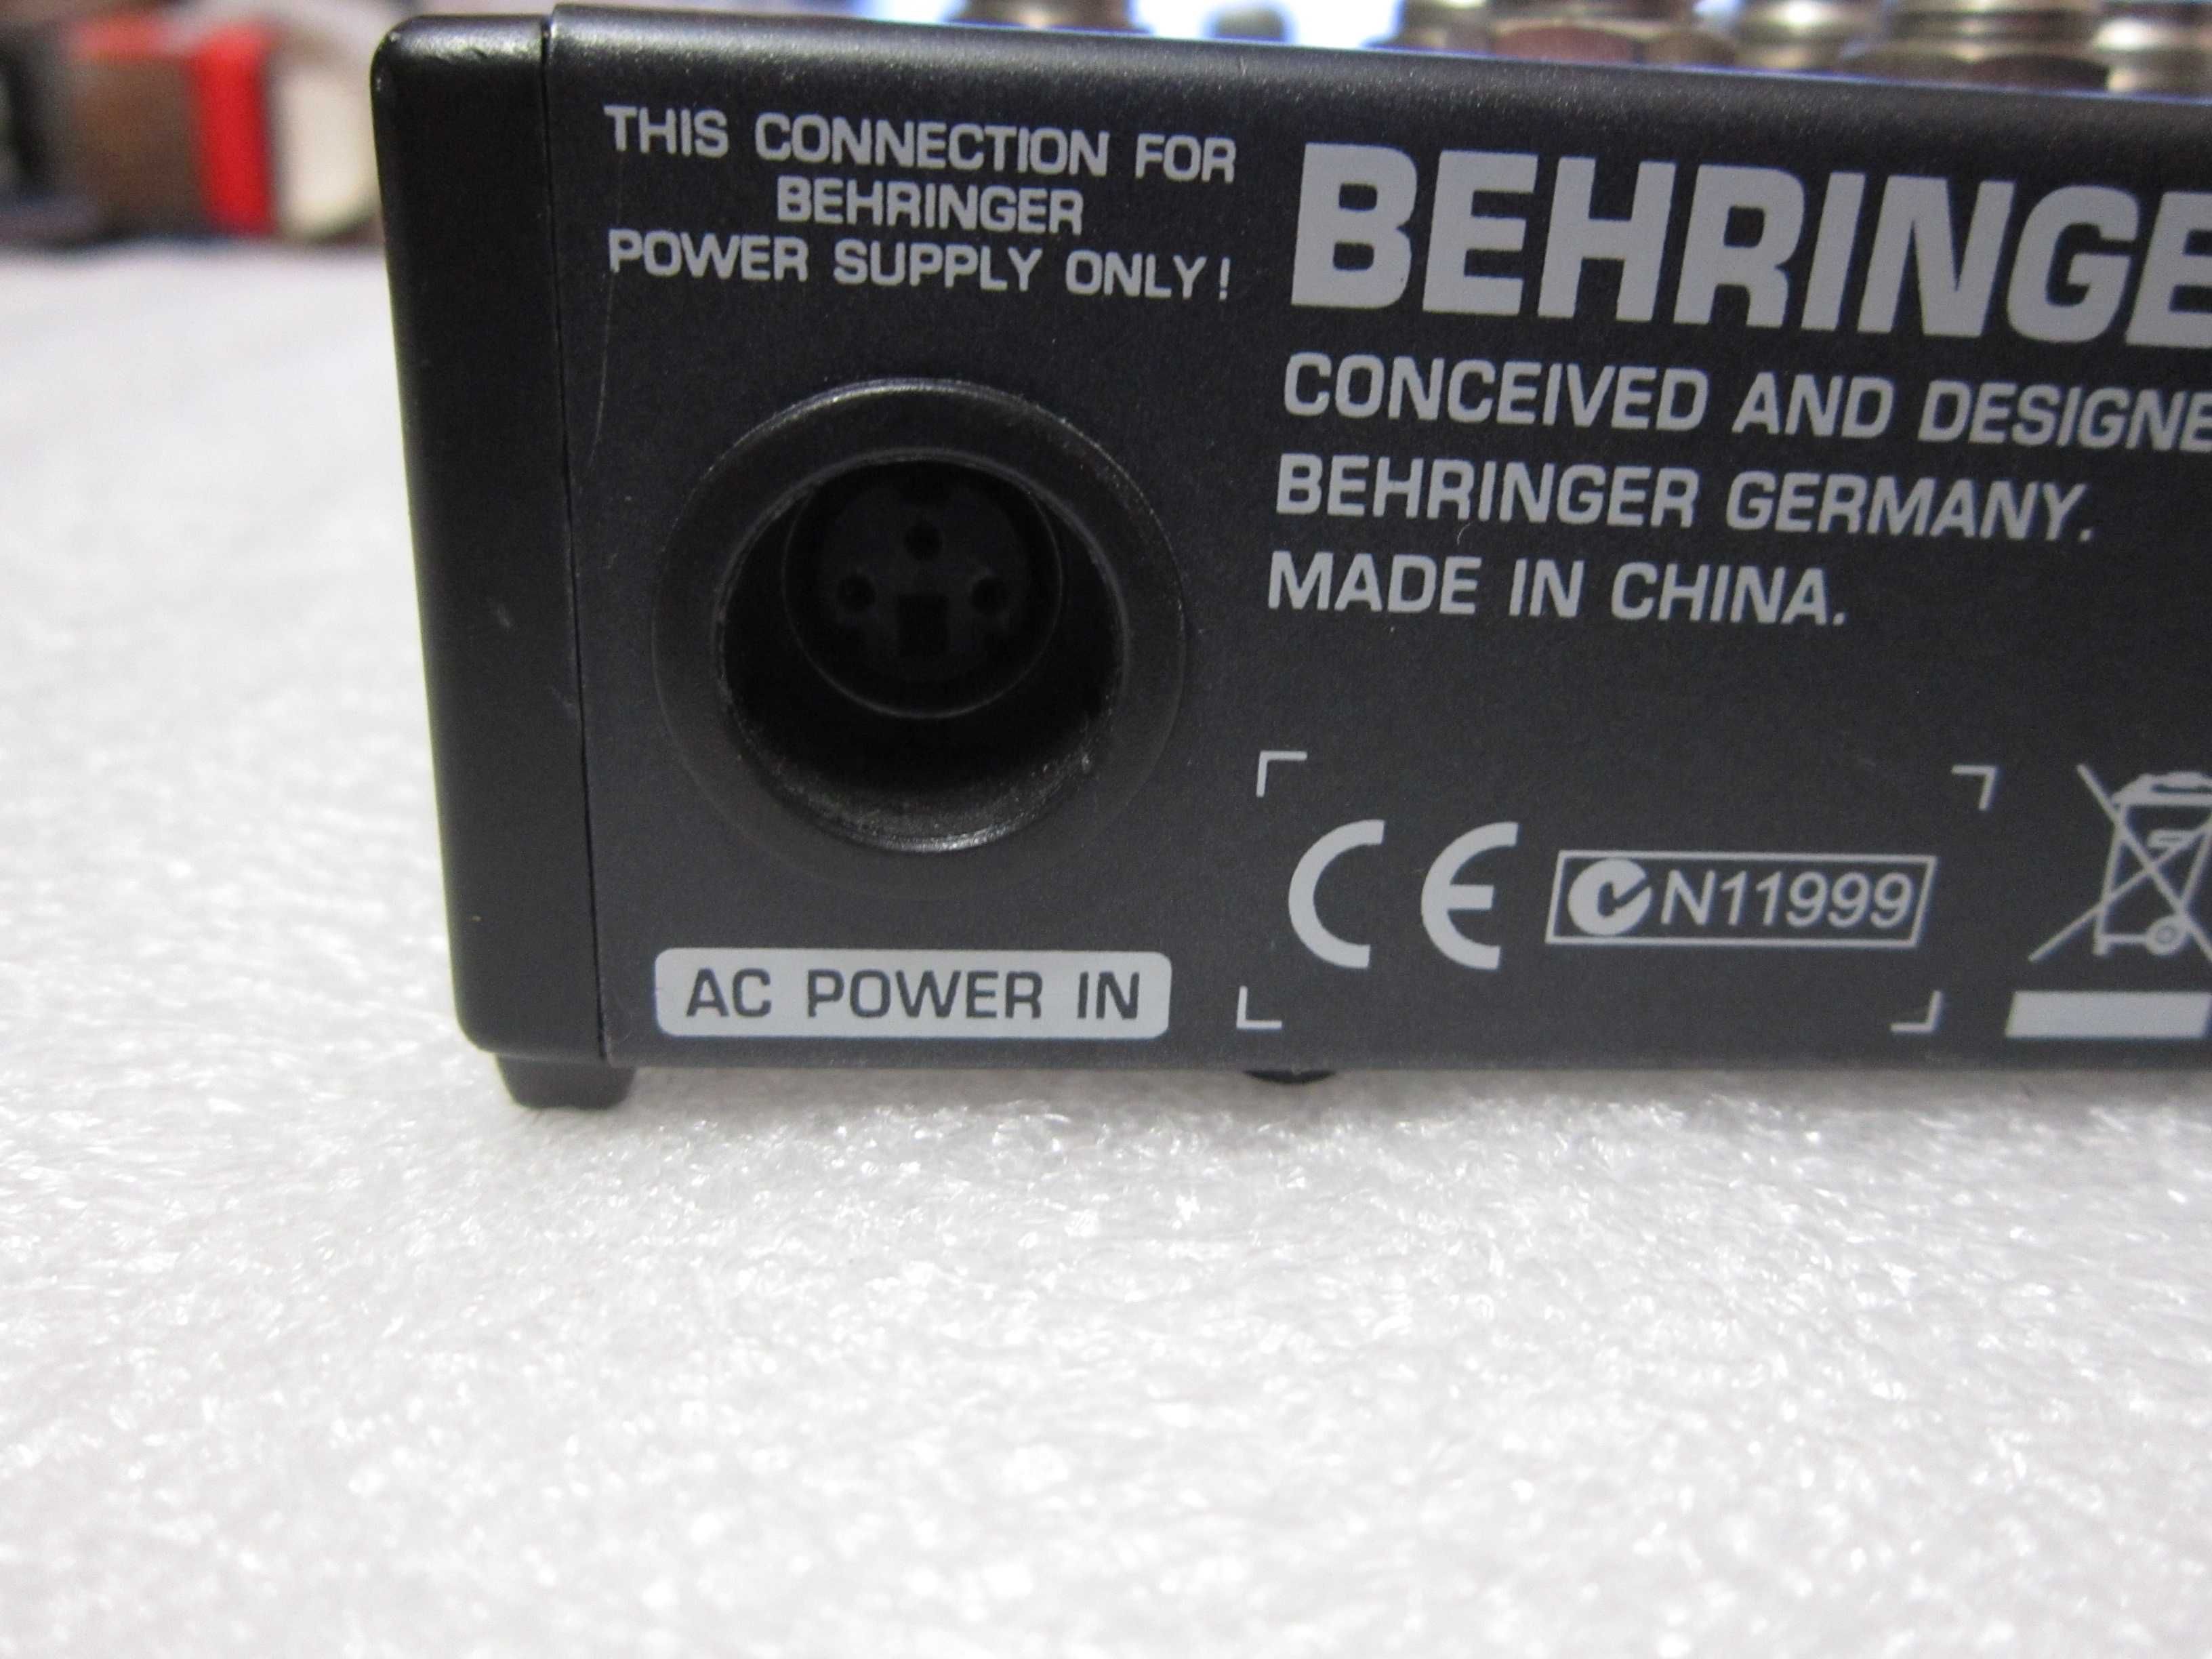 THIS CONNECTION FOR
BEHRINGER
POWER SUPPLY ONLY!
BEHRINGE
CONCEIVED AND DESIGNE
BEHRINGER GERMANY.
MADE IN CHINA.
CE N11999
AC POWER IN